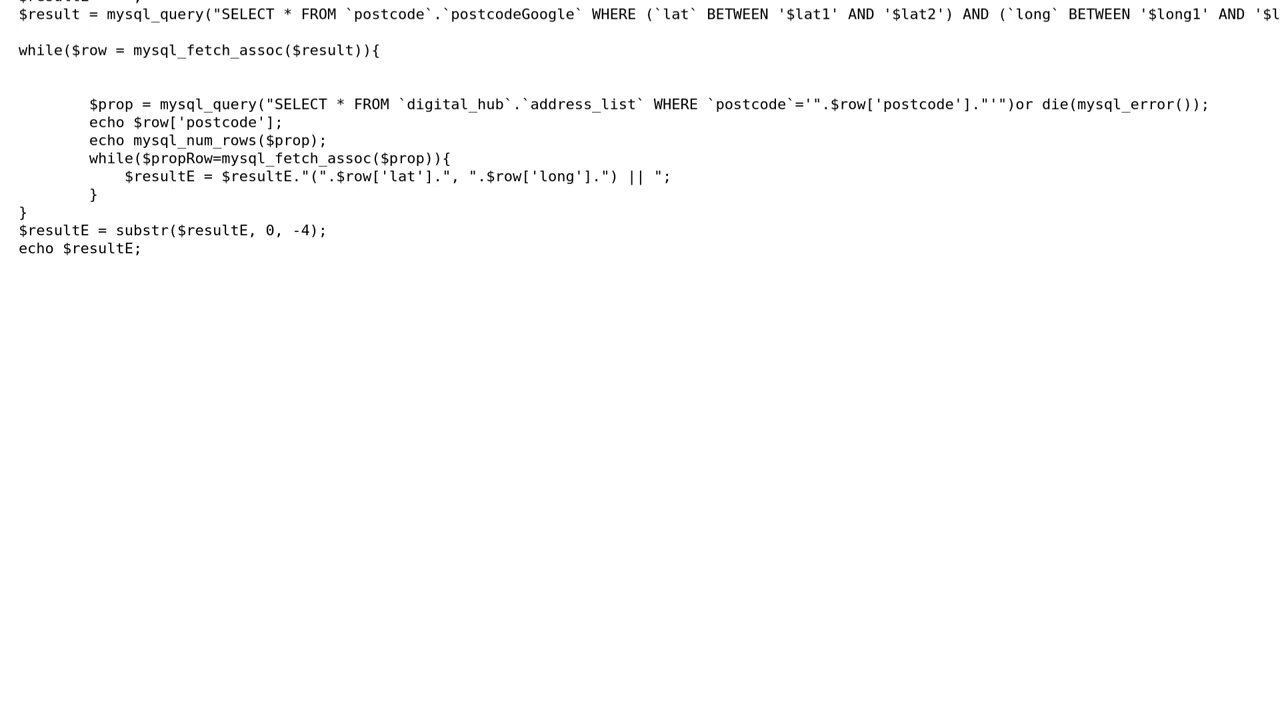 $result = mysql_query("SELECT * FROM `postcode`.`postcodeGoogle` WHERE (`lat` BETWEEN '$lat1' AND '$lat2') AND (`long` BETWEEN '$long1' AND '$l
while($row = mysql_fetch_assoc($result)){
$prop = mysql_query("SELECT * FROM `digital_hub`.`address_list` WHERE `postcode`='".$row['postcode']."'")or die(mysql_error());
echo $row['postcode'];
echo mysql_num_rows($prop);
while($propRow=mysql_fetch_assoc($prop)){
$resultE = $resultE."(".$row['lat'].", ".$row['long'].") || ";
}
}
$resultE = substr($resultE, 0, -4);
echo $resultE;